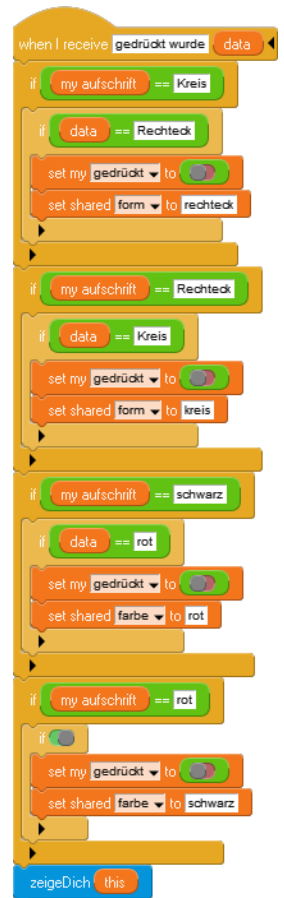 when I receive gedrückt wurde data
if my aufschrift == Kreis
if data == Rechteck
set my gedrückt to
set shared form to rechteck
if my aufschrift == Rechteck
if data == Kreis
set my gedrückt to
set shared form to kreis
if my aufschrift == schwarz
if data == rot
set my gedrückt to
set shared farbe to rot
if my aufschrift == rot
if
set my gedrückt to
set shared farbe to schwarz
zeigeDich this